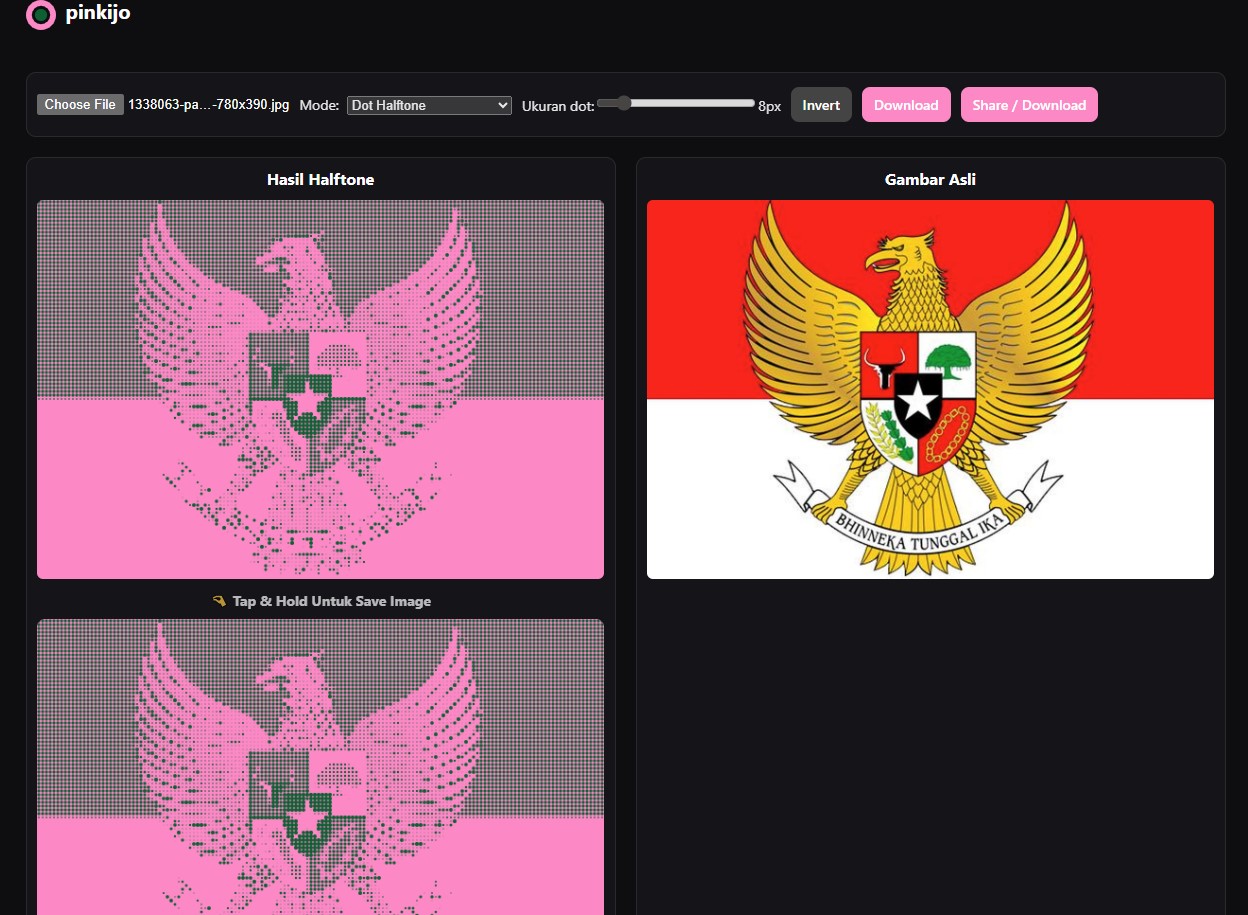 pinkijo
Choose File 1338063-pa...-780x390.jpg Mode: Dot Halftone Ukuran dot: 8px Invert Download Share / Download
Hasil Halftone
Gambar Asli
BHINNEKA TUNGGAL IKA
Tap & Hold Untuk Save Image